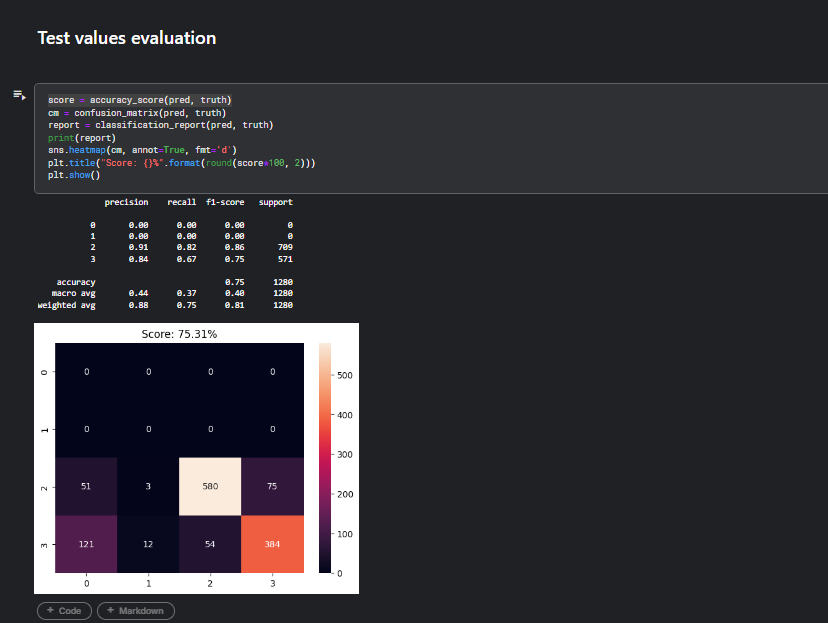 Test values evaluation
score = accuracy_score(pred, truth)
cm = confusion_matrix(pred, truth)
report = classification_report(pred, truth)
print(report)
sns.heatmap(cm, annot=True, fmt='d')
plt.title("Score: {}%".format(round(score*100, 2)))
plt.show()
precision recall f1-score support
0 0.00 0.00 0.00 0
1 0.00 0.00 0.00 0
2 0.91 0.82 0.86 709
3 0.84 0.67 0.75 571
accuracy 0.75 1280
macro avg 0.44 0.37 0.40 1280
weighted avg 0.88 0.75 0.81 1280
Score: 75.31%
0 0 0 0 0
1 0 0 0 0
2 51 3 580 75
3 121 12 54 384
0 1 2 3
500
400
300
200
100
0
+ Code + Markdown